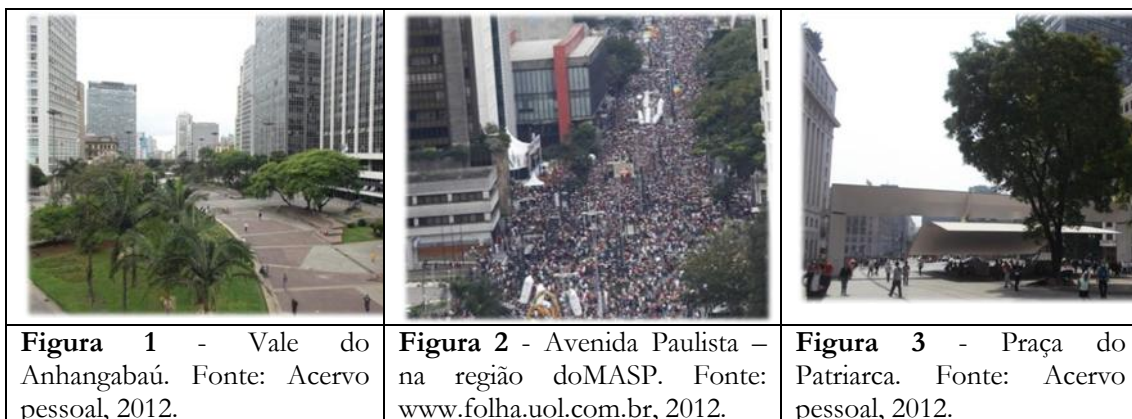 Figura 1 - Vale do
Anhangabaú. Fonte: Acervo
pessoal, 2012.
Figura 2 - Avenida Paulista –
na região doMASP. Fonte:
www.folha.uol.com.br, 2012.
Figura 3 - Praça do
Patriarca. Fonte: Acervo
pessoal, 2012.